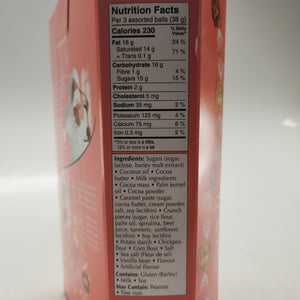 Nutrition Facts
Per 3 assorted balls (38 g)
Calories 230
% Daily Value*
Fat 18 g 24 %
Saturated 14 g
+ Trans 0.1 g 71 %
Carbohydrate 16 g
Fibre 1 g 4 %
Sugars 15 g 15 %
Protein 2 g
Cholesterol 5 mg
Sodium 35 mg 2 %
Potassium 125 mg 4 %
Calcium 75 mg 6 %
Iron 0.3 mg 2 %
*5% or less is a little,
15% or more is a lot
Ingredients: Sugars (sugar,
lactose, barley malt extract)
• Coconut oil • Cocoa
butter • Milk ingredients
• Cocoa mass • Palm kernel
oil • Cocoa powder
• Caramel paste (sugar,
cocoa butter, cream powder,
salt, soy lecithin) • Crunch
pieces (sugar, rice flour,
palm oil, spirulina, beet
juice, turmeric, sunflower
lecithin) • Soy lecithin
• Potato starch • Chickpea
flour • Corn flour • Salt
• Sea salt (Fleur de sel)
• Vanilla bean • Flavour
• Artificial flavour
Contains: Gluten (Barley)
• Milk • Soy
May Contain: Peanuts
• Tree nuts